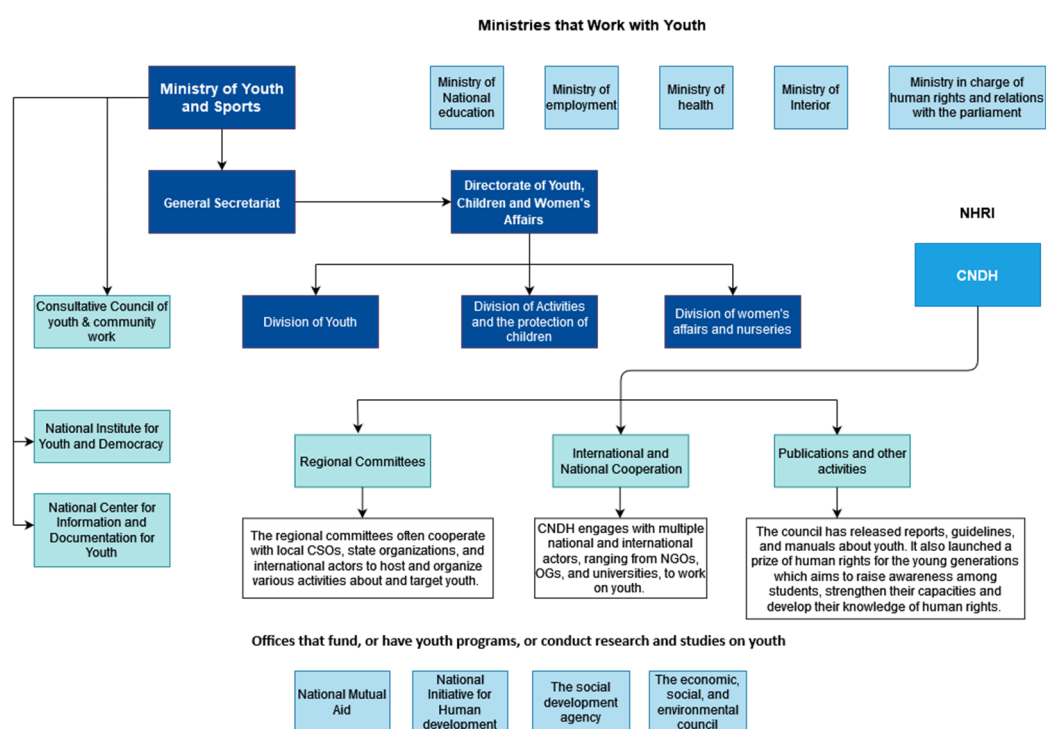 Ministries that Work with Youth
Ministry of Youth
and Sports
Ministry of
National
education
Ministry of
employment
Ministry of
health
Ministry of
Interior
Ministry in charge of
human rights and relations
with the parliament
General Secretariat
Directorate of Youth,
Children and Women's
Affairs
NHRI
CNDH
Consultative Council of
youth & community
work
Division of Youth
Division of Activities
and the protection of
children
Division of women's
affairs and nurseries
National Institute for
Youth and Democracy
National Center for
Information and
Documentation for
Youth
Regional Committees
International and
National Cooperation
Publications and other
activities
The regional committees often cooperate
with local CSOs, state organizations, and
international actors to host and organize
various activities about and target youth.
CNDH engages with multiple
national and international
actors, ranging from NGOs,
OGs, and universities, to work
on youth.
The council has released reports, guidelines,
and manuals about youth. It also launched a
prize of human rights for the young generations
which aims to raise awareness among
students, strengthen their capacities and
develop their knowledge of human rights.
Offices that fund, or have youth programs, or conduct research and studies on youth
National Mutual
Aid
National
Initiative for
Human
development
The social
development
agency
The economic,
social, and
environmental
council